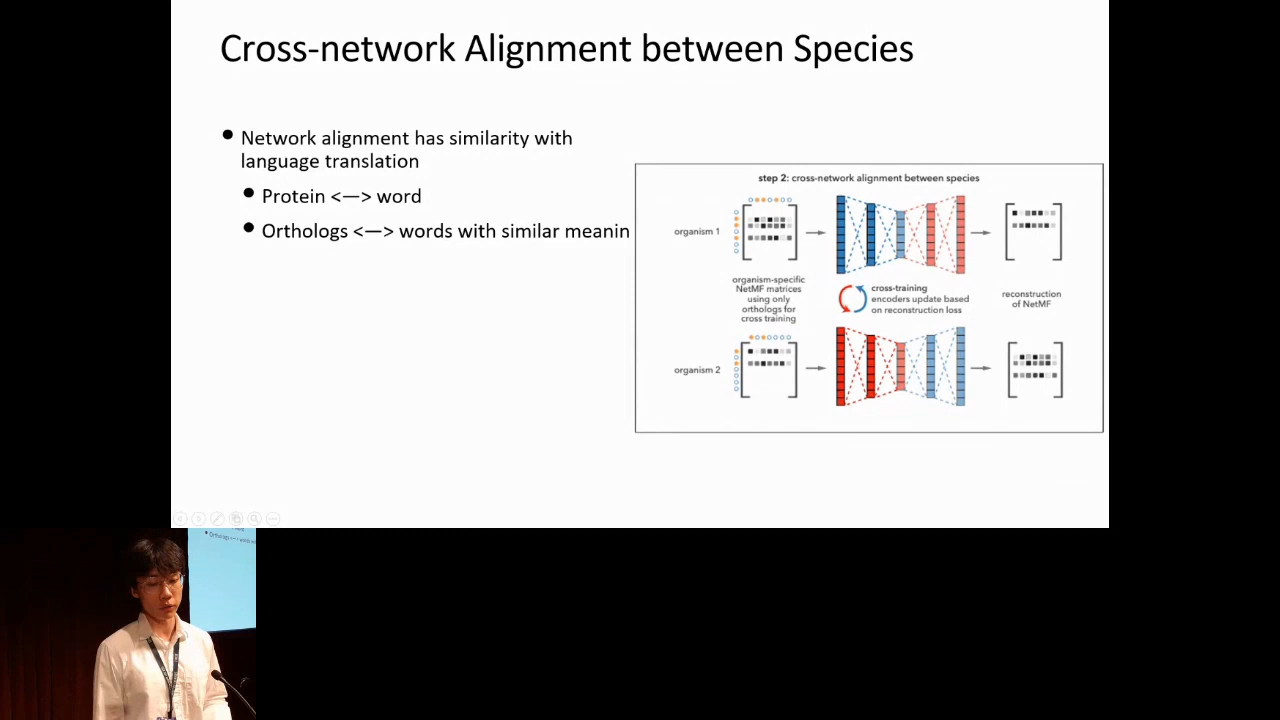 Cross-network Alignment between Species
• Network alignment has similarity with
language translation
• Protein <—> word
• Orthologs <—> words with similar meanin
step 2: cross-network alignment between species
organism 1
organism-specific
NetMF matrices
using only
orthologs for
cross training
cross-training
encoders update based
on reconstruction loss
reconstruction
of NetMF
organism 2